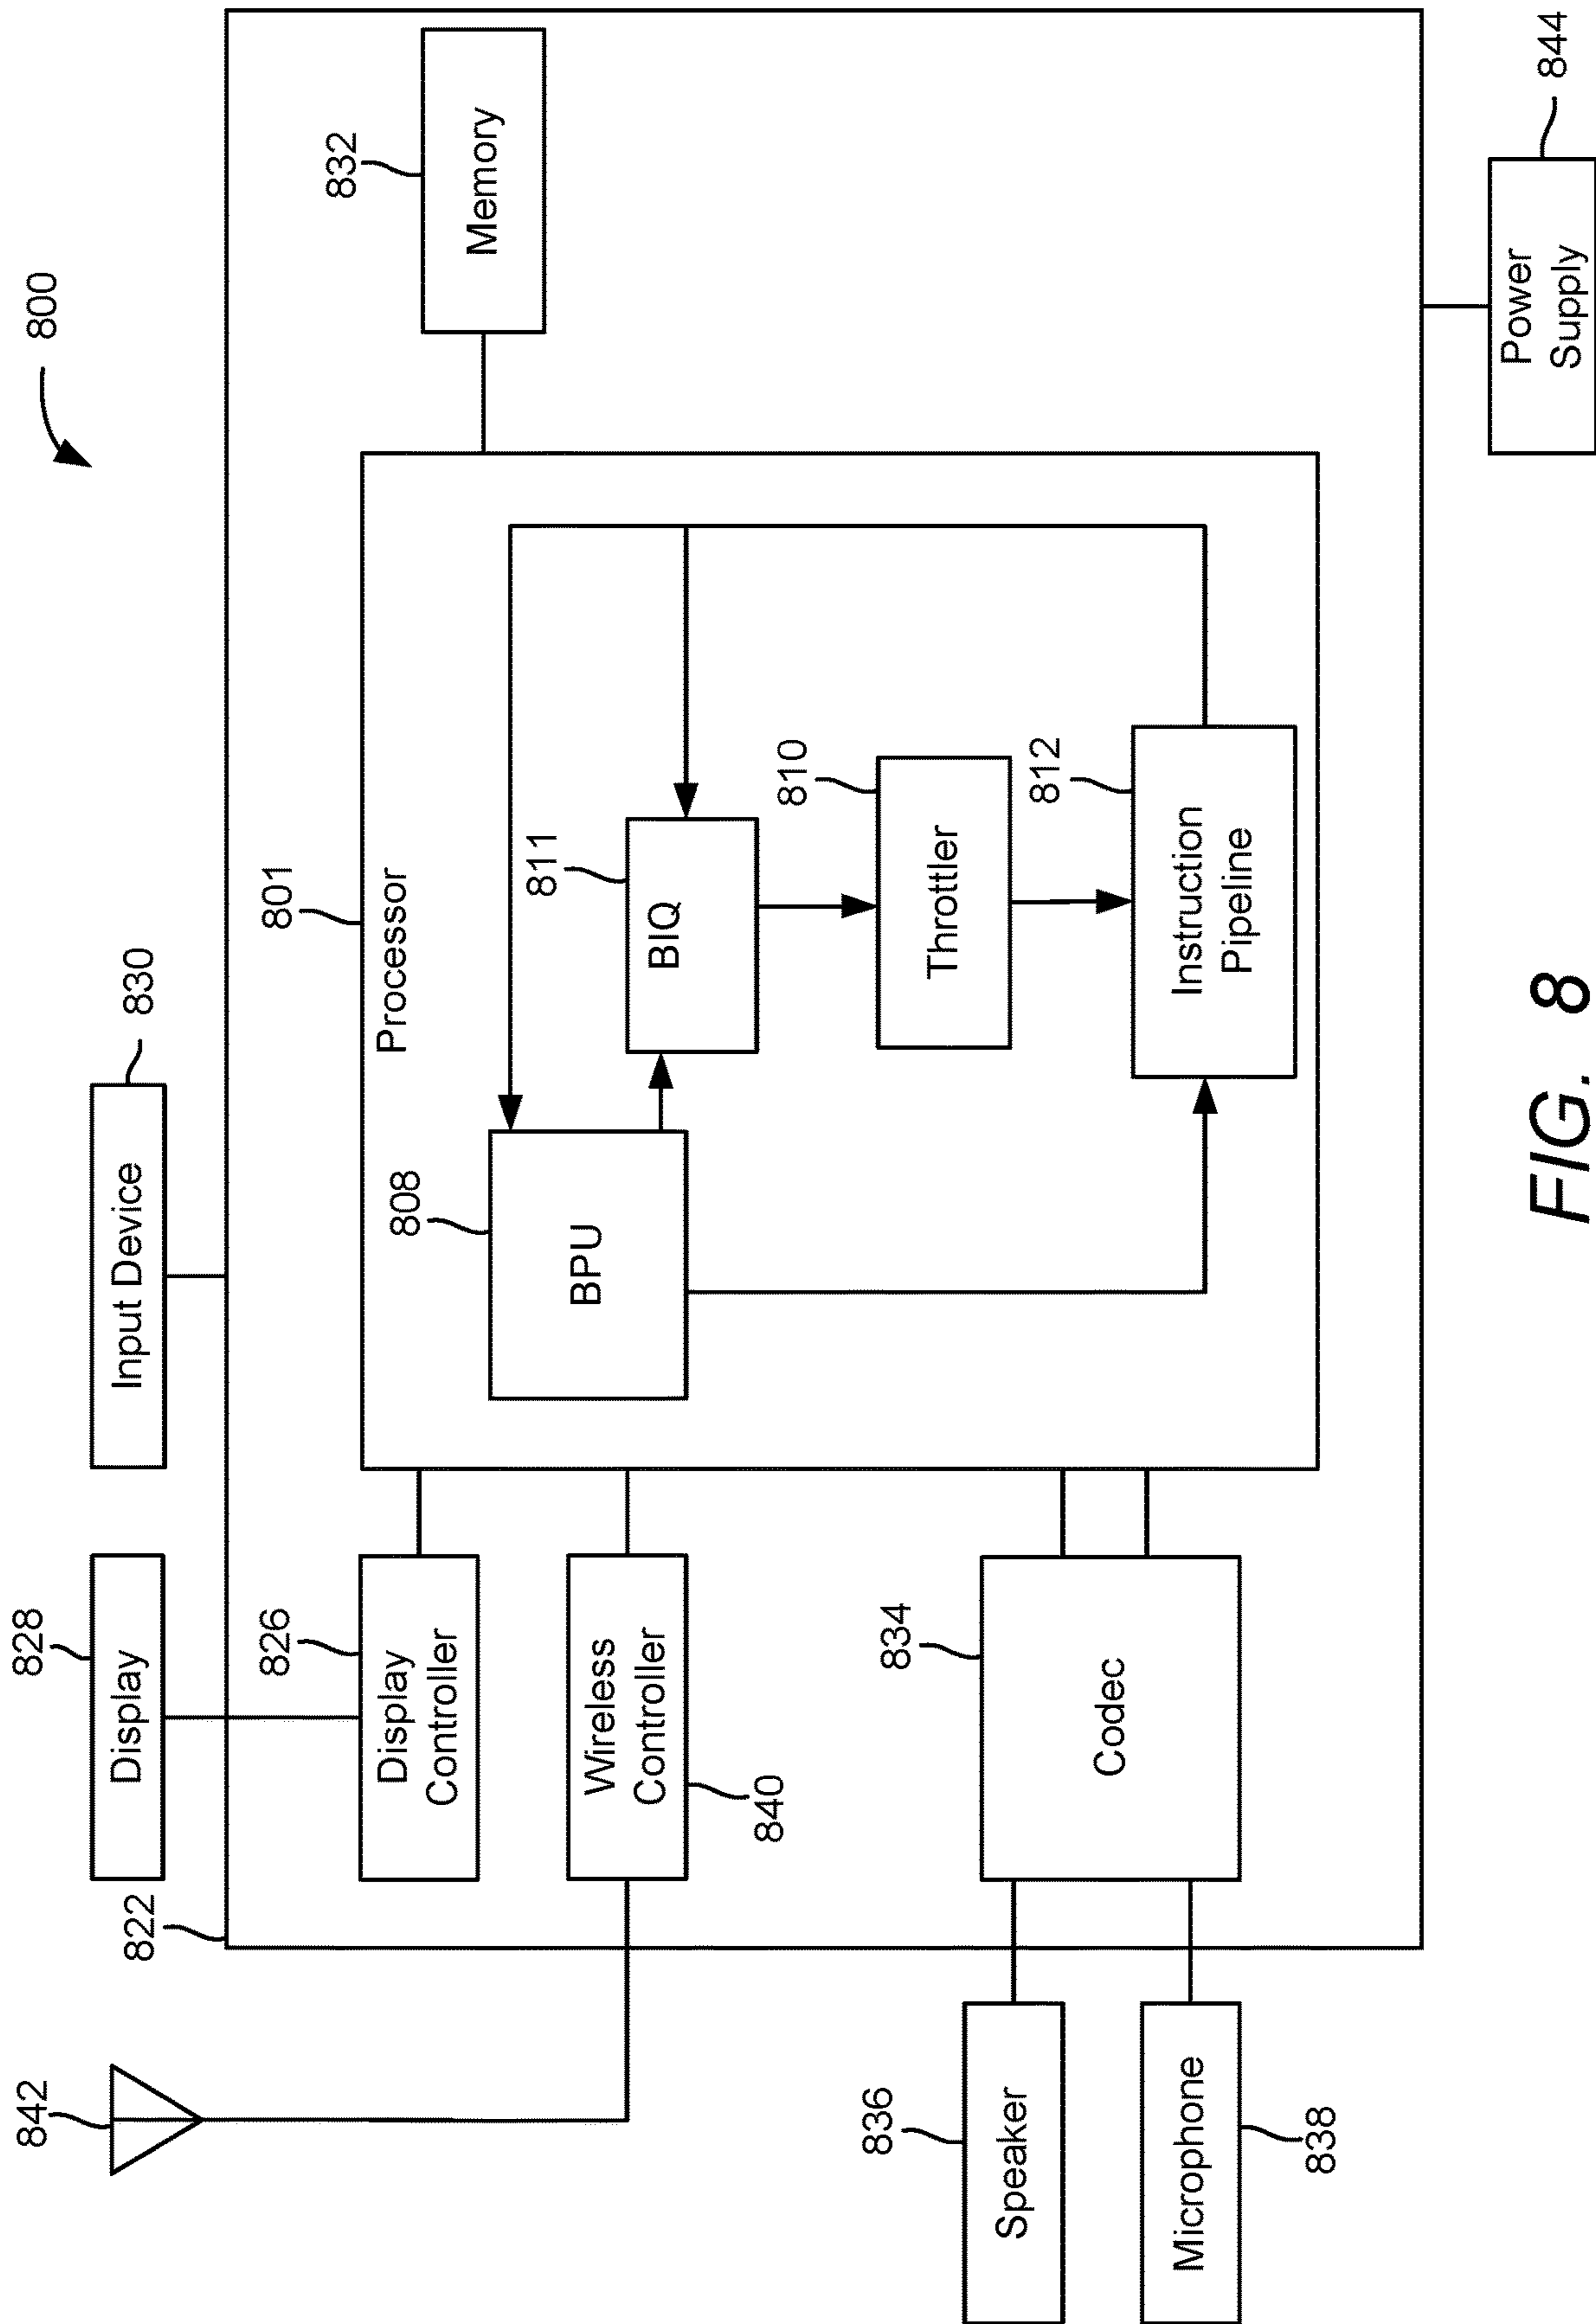 800
842
828
Display
830
Input Device
822
826
Display
Controller
Wireless
Controller
840
801
Processor
808
BPU
811
BIQ
810
Throttler
812
Instruction
Pipeline
832
Memory
834
Codec
836
Speaker
Microphone
838
Power
Supply
844
FIG. 8